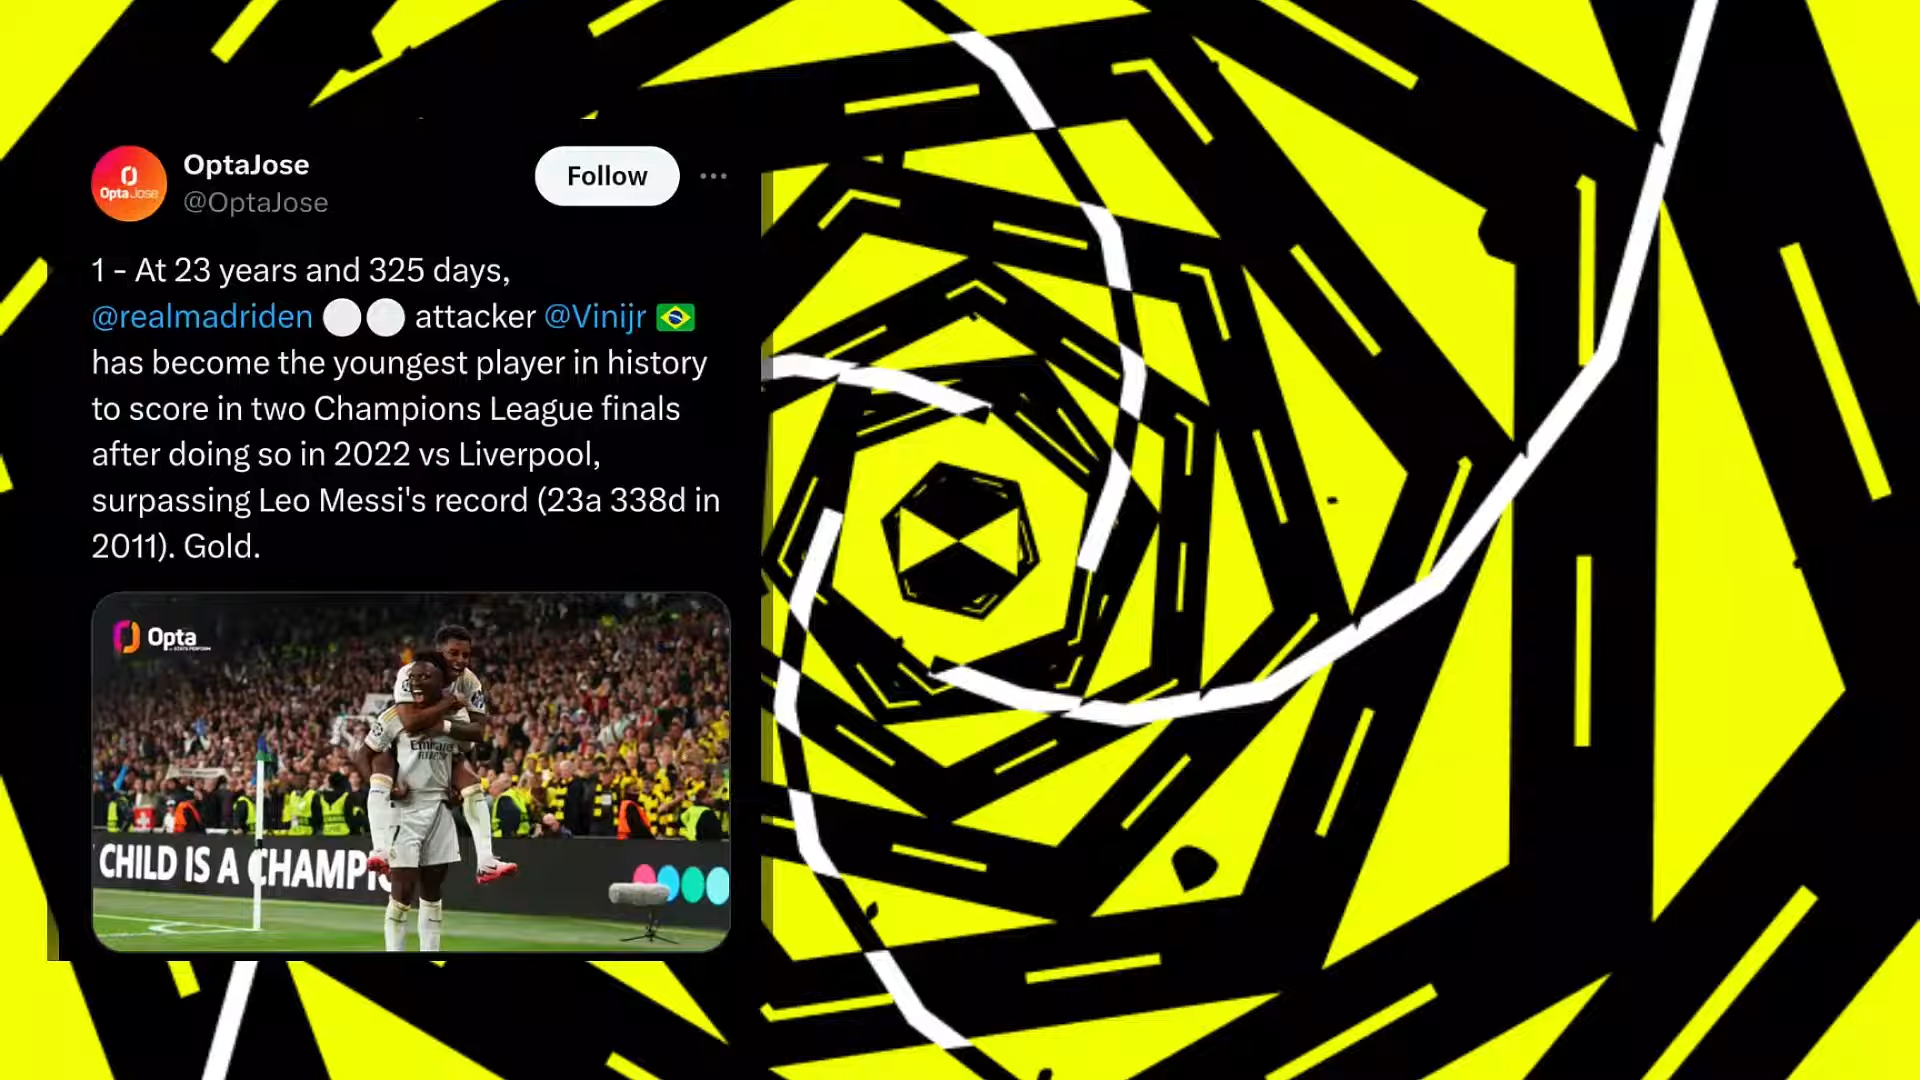 OptaJose
@OptaJose
Follow
1 - At 23 years and 325 days,
@realmadriden ⚪⚪ attacker @Vinijr 🇧🇷
has become the youngest player in history
to score in two Champions League finals
after doing so in 2022 vs Liverpool,
surpassing Leo Messi's record (23a 338d in
2011). Gold.
Opta
CHILD IS A CHAMPI
Emirates